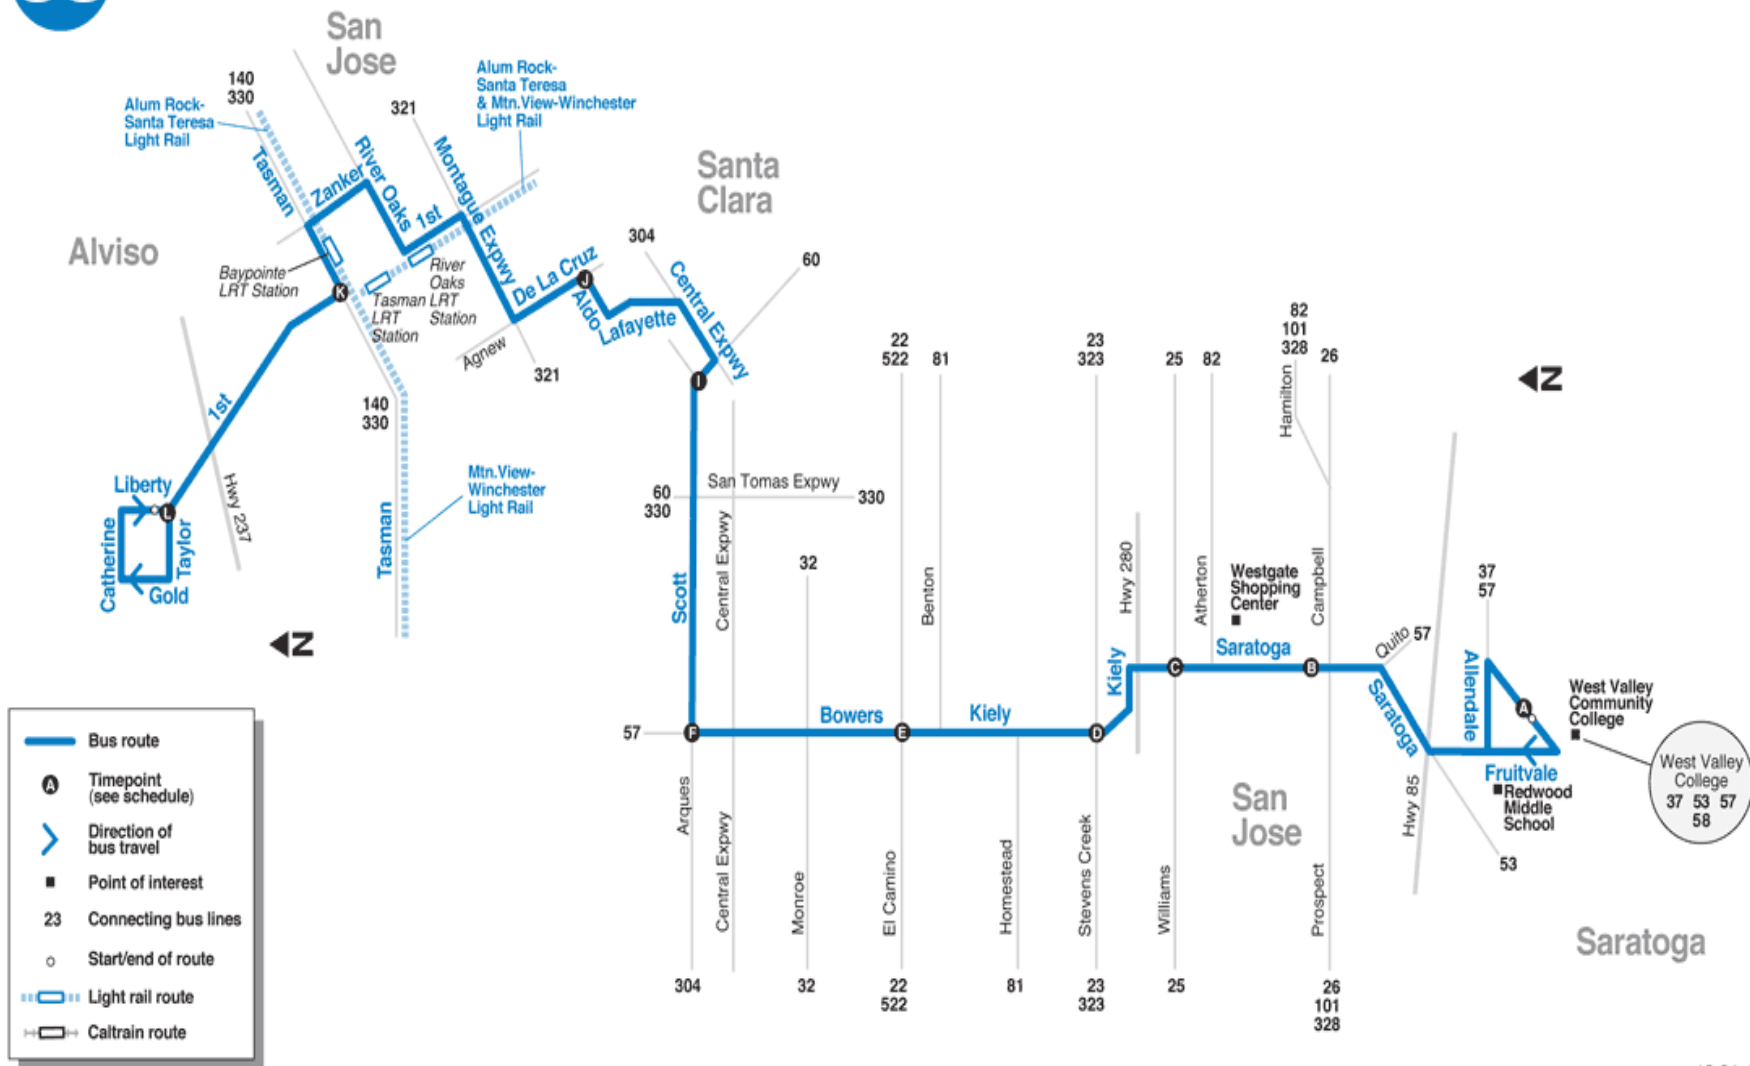 San
Jose
140
330
Alum Rock-
Santa Teresa
Light Rail
321
Alum Rock-
Santa Teresa
& Mtn.View-Winchester
Light Rail
Santa
Clara
Alviso
Tasman
Zanker
River Oaks
1st
Montague Expwy
Baypointe
LRT Station
K
Tasman
LRT
Station
River
Oaks
LRT
Station
De La Cruz
J
Aldo
Lafayette
Agnew
321
304
Central Expwy
60
I
1st
Hwy 237
Liberty
L
Catherine
Taylor
Gold
N
140
330
Tasman
Mtn.View-
Winchester
Light Rail
60
330
San Tomas Expwy
330
Scott
Central Expwy
32
22
522
81
Benton
23
323
Hwy 280
25
82
Atherton
82
101
328
Hamilton
26
Campbell
N
Westgate
Shopping
Center
Kiely
C
Saratoga
B
Quito
57
Saratoga
37
57
Allendale
A
West Valley
Community
College
West Valley
College
37 53 57
58
Fruitvale
Redwood
Middle
School
53
Hwy 85
57
F
Bowers
E
Kiely
D
Arques
Central Expwy
Monroe
El Camino
Homestead
Stevens Creek
Williams
Prospect
San
Jose
Saratoga
304
32
22
522
81
23
323
25
26
101
328
Bus route
A
Timepoint
(see schedule)
Direction of
bus travel
Point of interest
23
Connecting bus lines
Start/end of route
Light rail route
Caltrain route